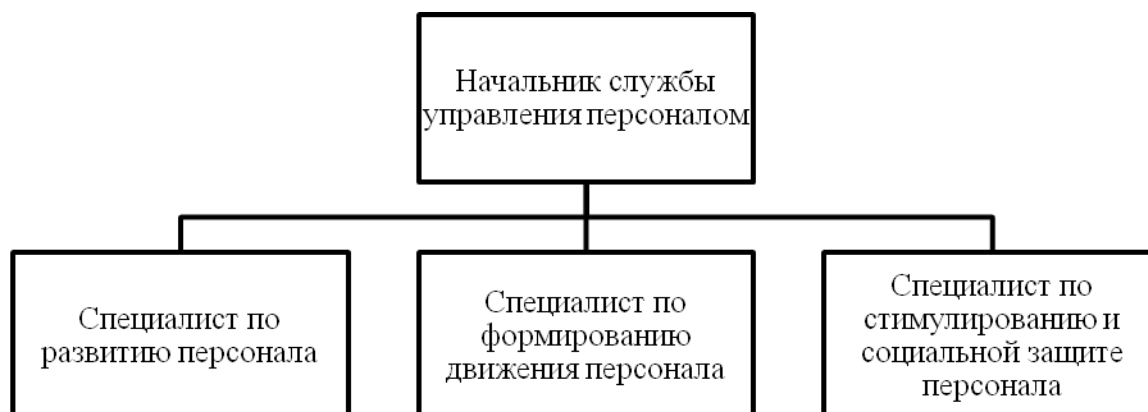 Начальник службы
управления персоналом
Специалист по
развитию персонала
Специалист по
формированию
движения персонала
Специалист по
стимулированию и
социальной защите
персонала